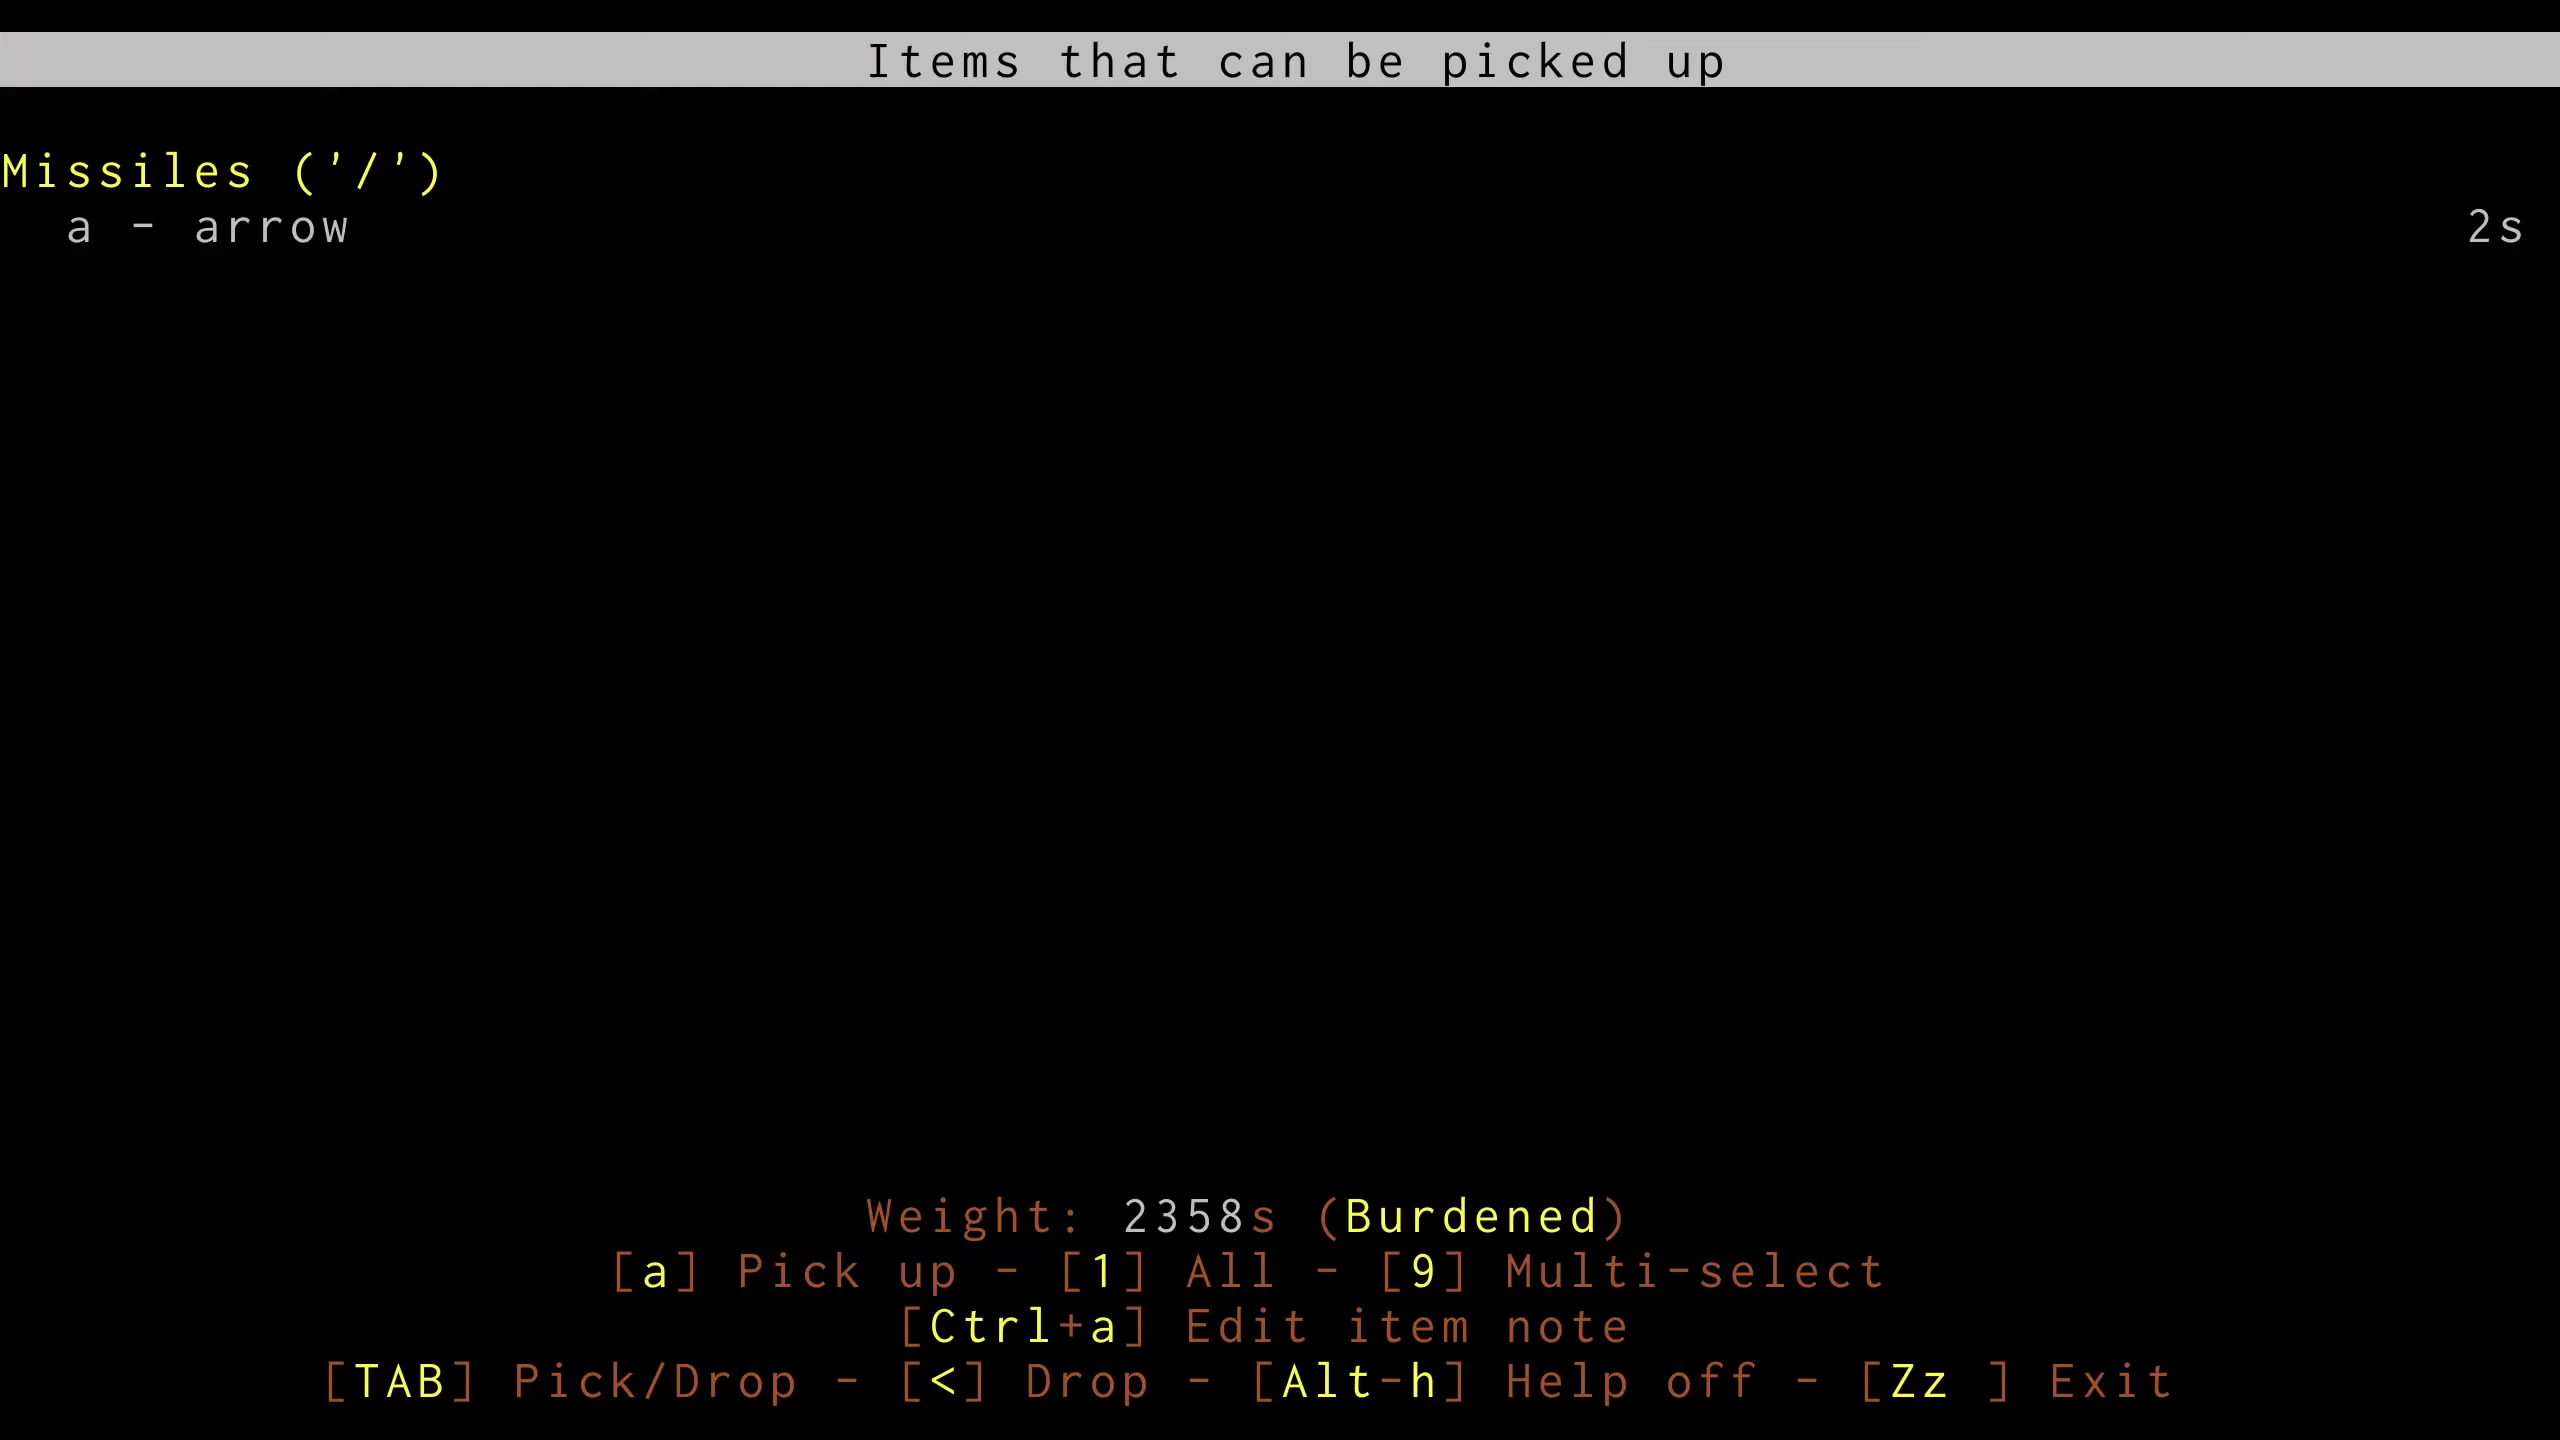 Items that can be picked up
Missiles ('/')
a - arrow 2s
Weight: 2358s (Burdened)
[a] Pick up - [1] All - [9] Multi-select
[Ctrl+a] Edit item note
[TAB] Pick/Drop - [<] Drop - [Alt-h] Help off - [Zz ] Exit